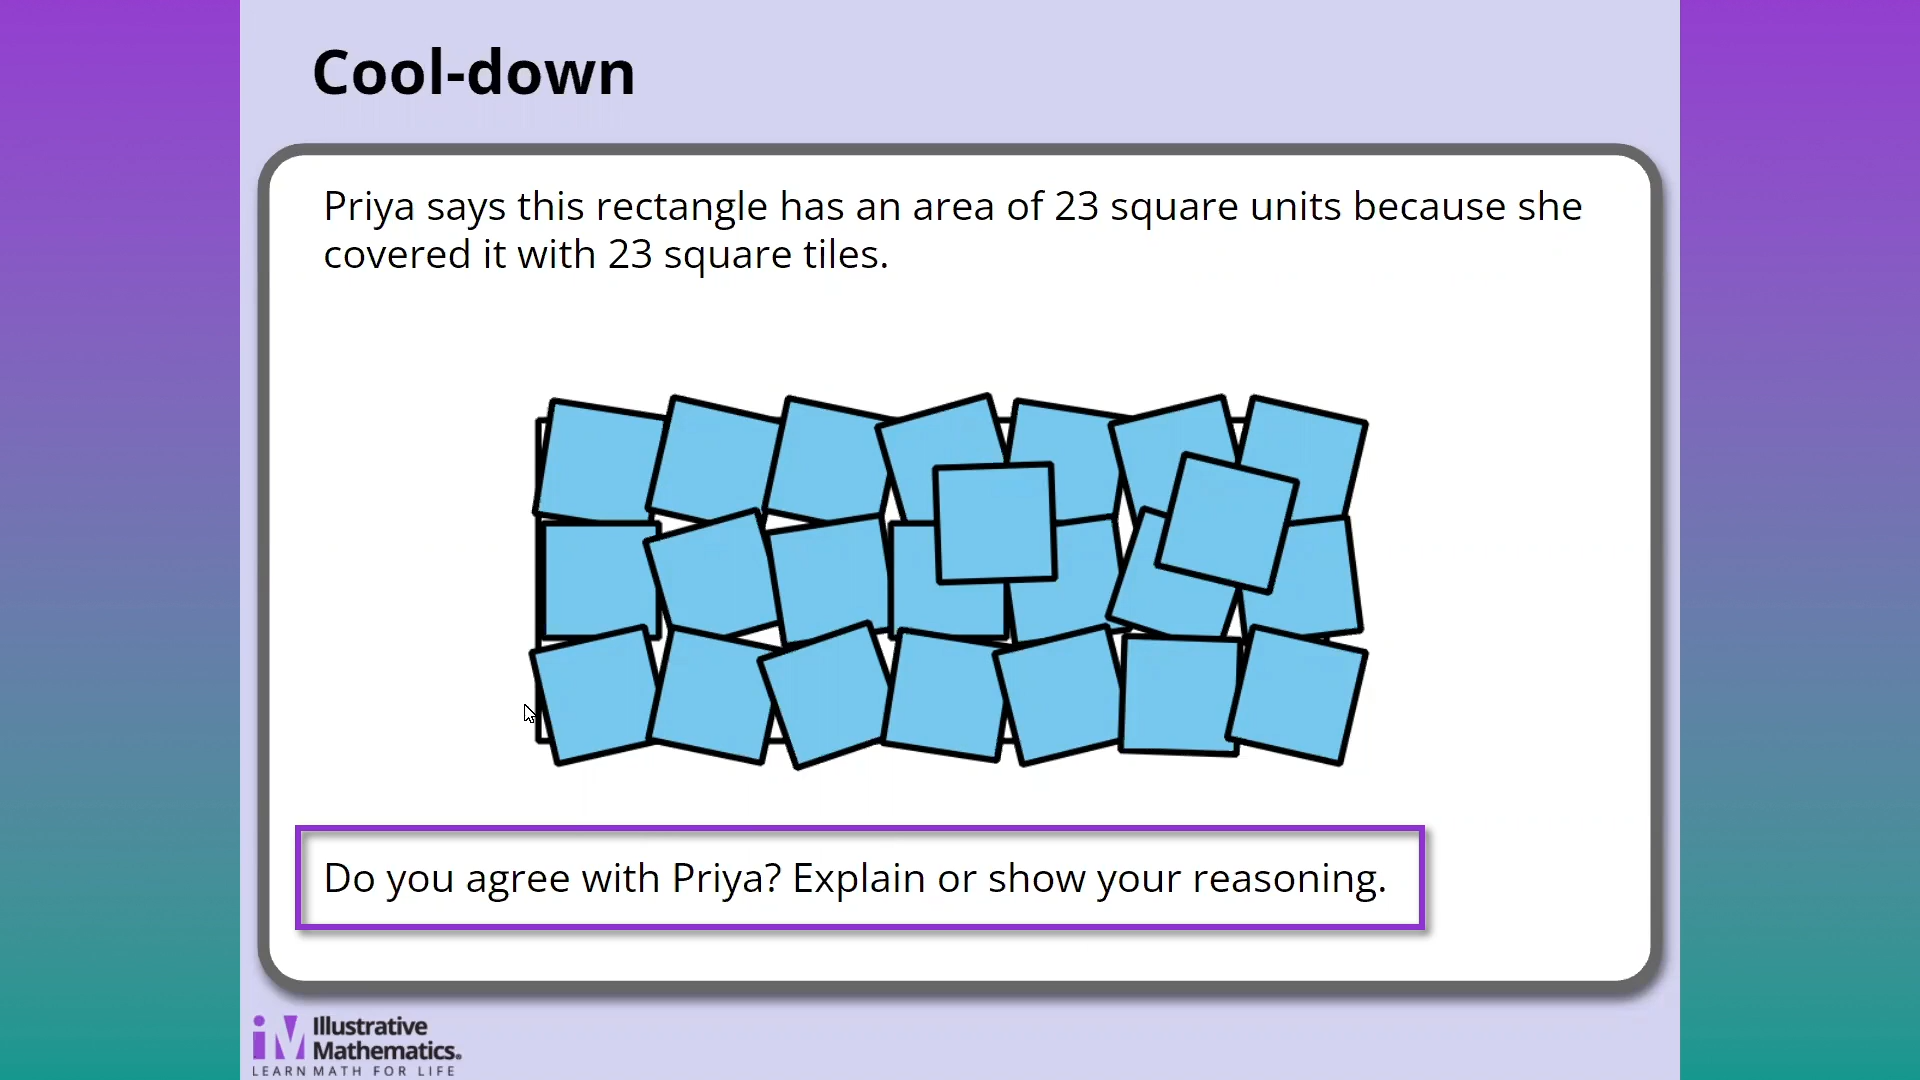 Cool-down
Priya says this rectangle has an area of 23 square units because she
covered it with 23 square tiles.
Do you agree with Priya? Explain or show your reasoning.
iM Illustrative
Mathematics®
LEARN MATH FOR LIFE